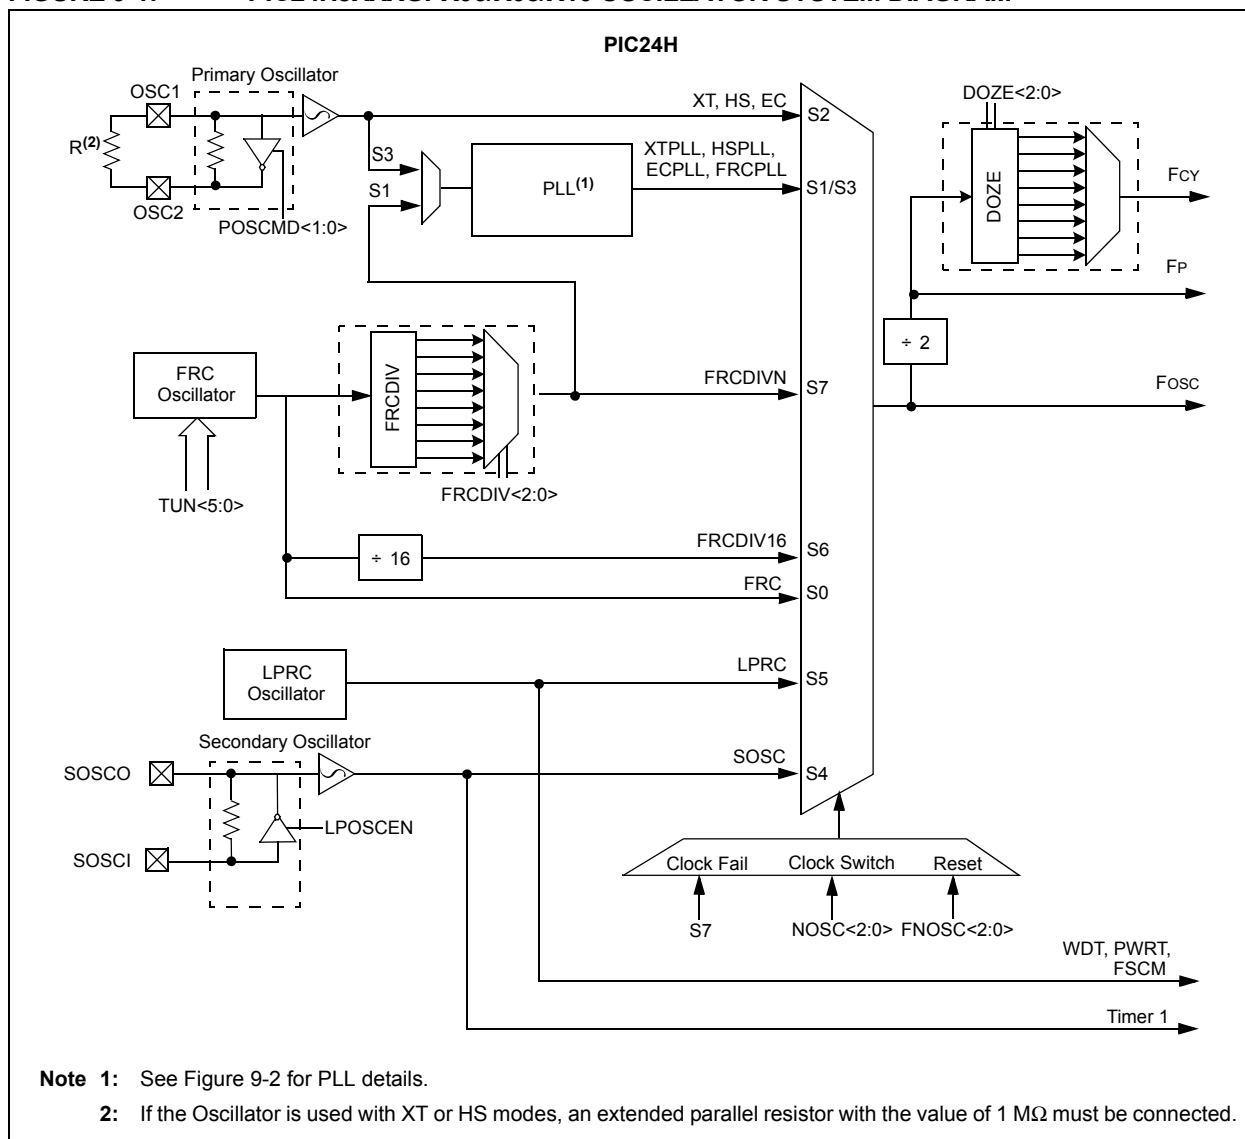 PIC24H
Primary Oscillator
OSC1
R(2)
OSC2
POSCMD<1:0>
S3
S1
PLL(1)
XT, HS, EC
XTPLL, HSPLL,
ECPLL, FRCPLL
S2
S1/S3
DOZE<2:0>
DOZE
FCY
FP
÷ 2
FOSC
FRC
Oscillator
TUN<5:0>
FRCDIV
FRCDIV<2:0>
FRCDIVN
S7
÷ 16
FRCDIV16
S6
FRC
S0
LPRC
Oscillator
LPRC
S5
Secondary Oscillator
SOSCO
SOSCI
LPOSCEN
SOSC
S4
Clock Fail
Clock Switch
Reset
S7
NOSC<2:0>
FNOSC<2:0>
WDT, PWRT,
FSCM
Timer 1
Note 1: See Figure 9-2 for PLL details.
2: If the Oscillator is used with XT or HS modes, an extended parallel resistor with the value of 1 MΩ must be connected.